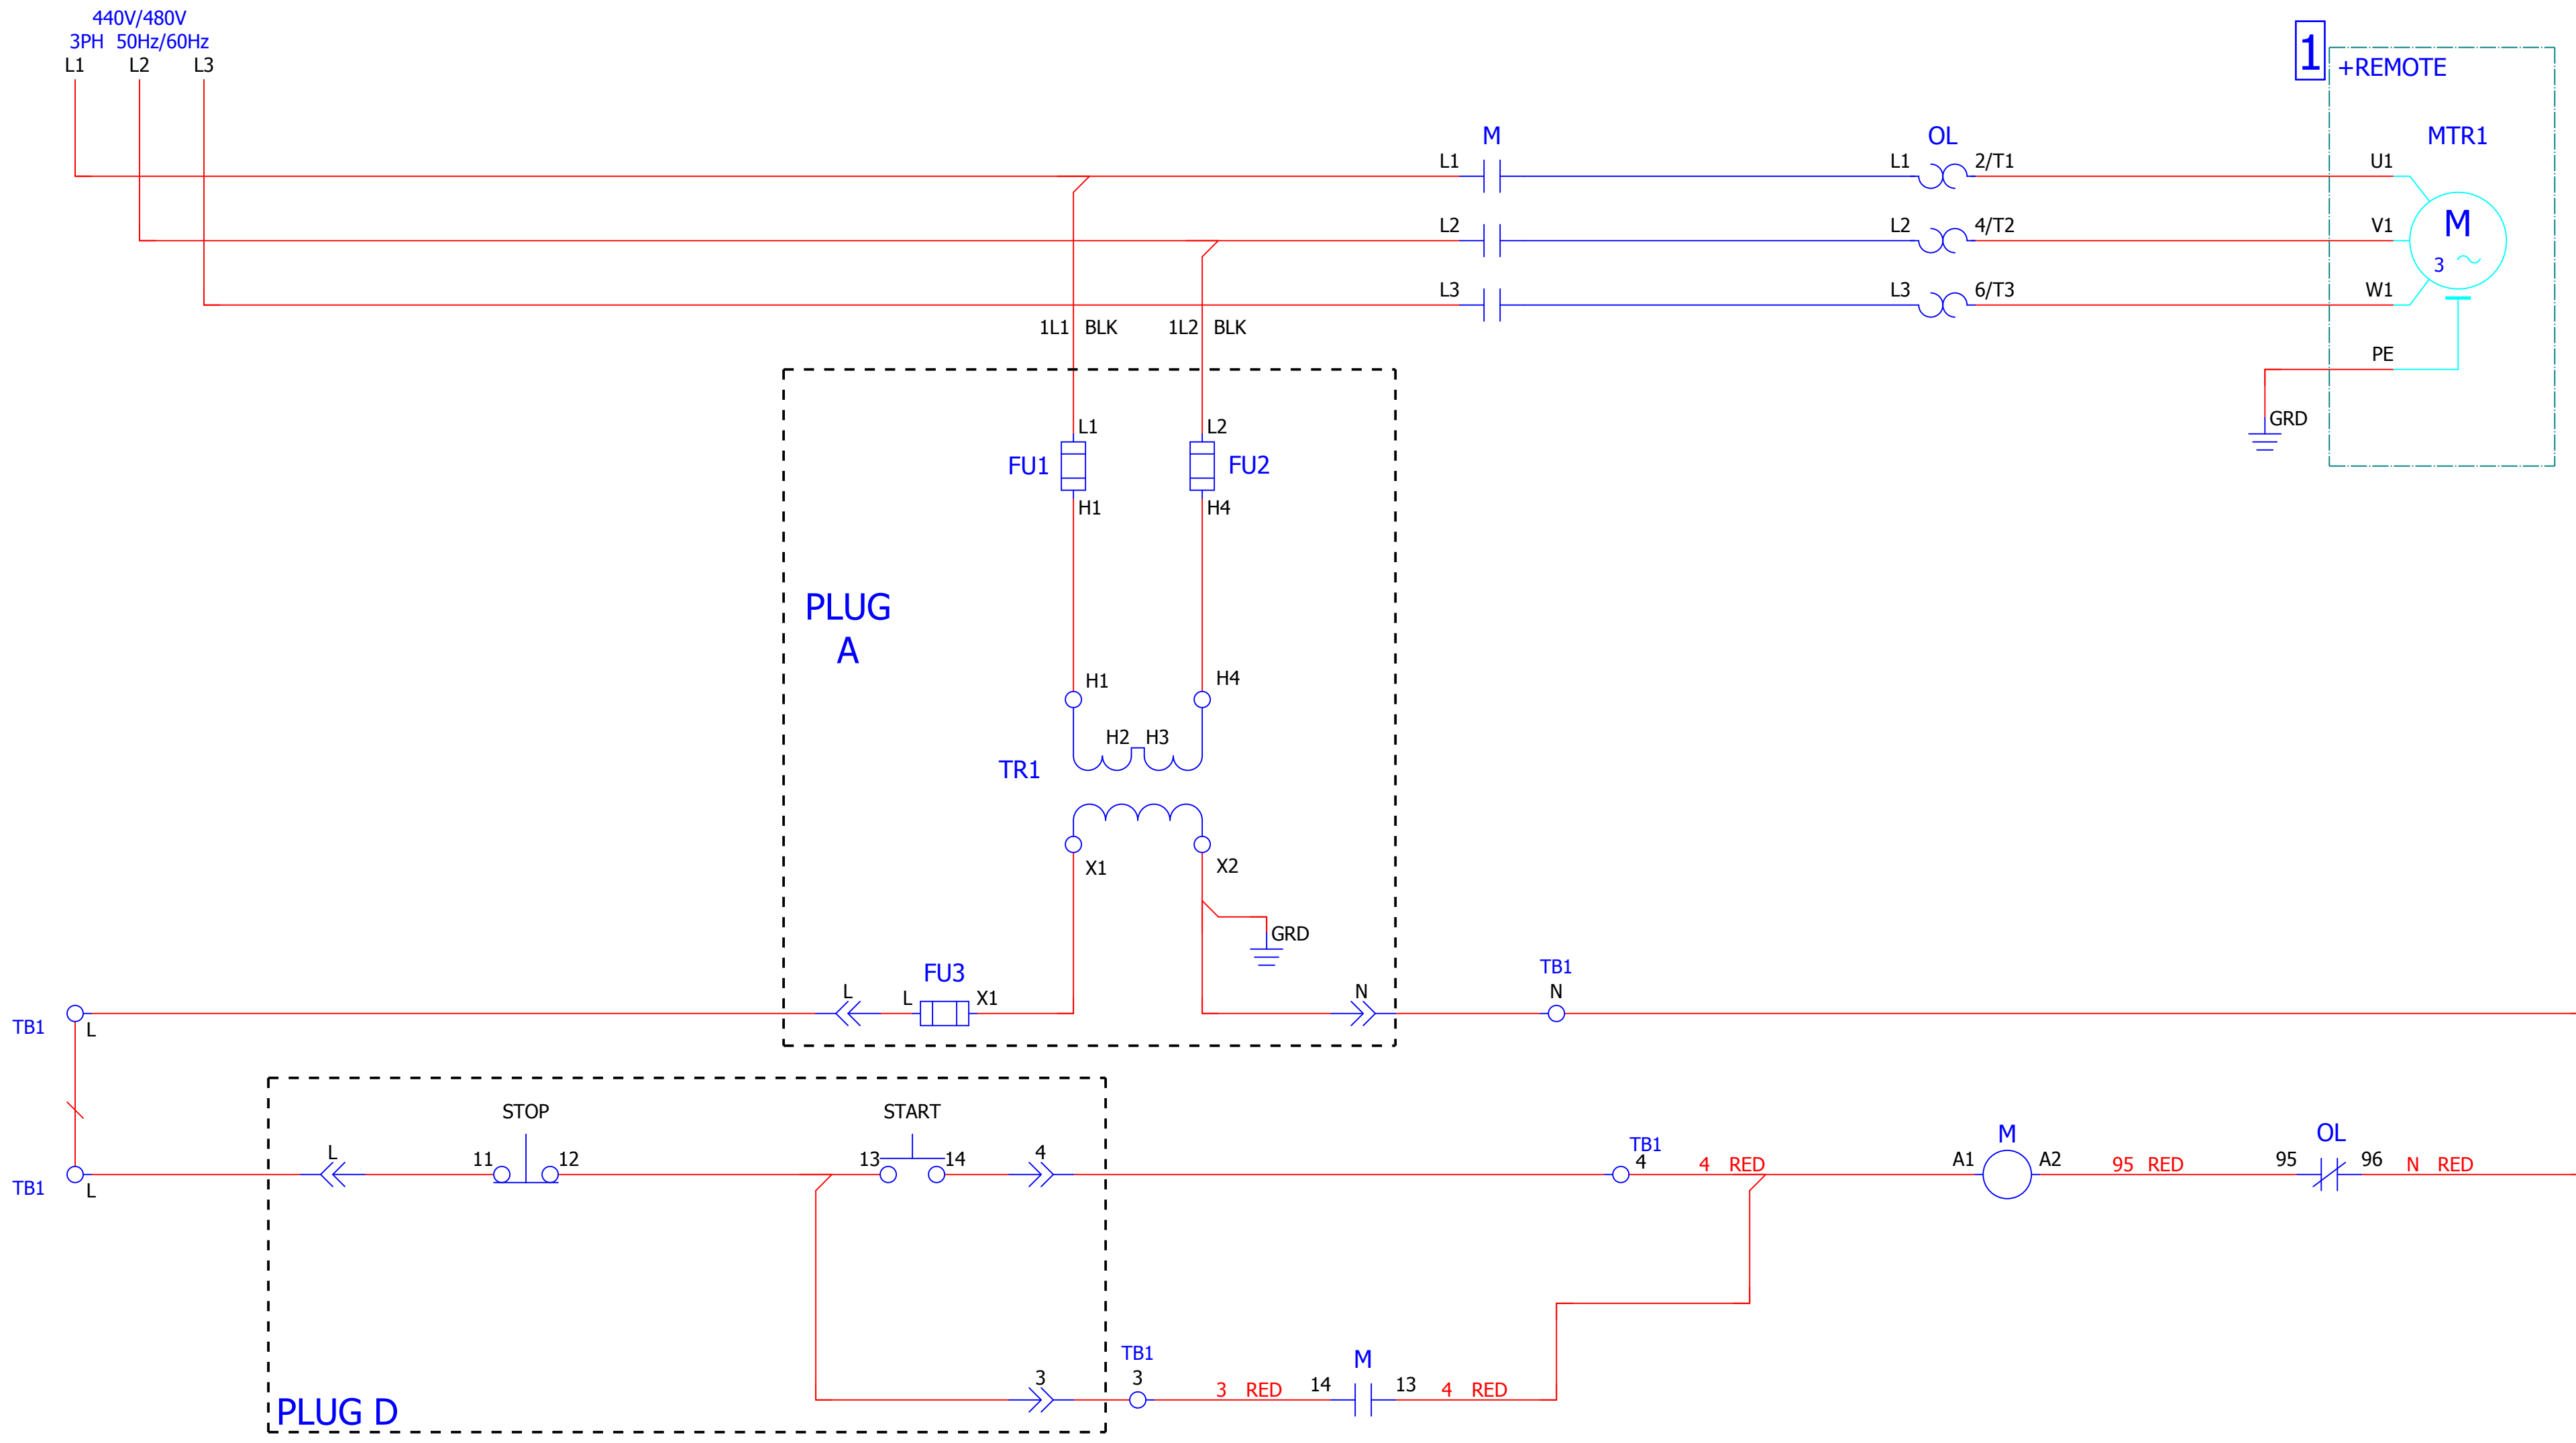 440V/480V
3PH 50Hz/60Hz
L1 L2 L3
1
+REMOTE
M OL MTR1
L1 L1 2/T1 U1
L2 L2 4/T2 V1
M
3
L3 L3 6/T3 W1
1L1 BLK 1L2 BLK
PE
GRD
L1 L2
FU1 FU2
H1 H4
PLUG
A
H1 H4
H2 H3
TR1
X1 X2
GRD
FU3
TB1
L L X1 N N
TB1 L
STOP START
M OL
TB1
L 11 12 13 14 4 4 4 RED A1 A2 95 RED 95 96 N RED
TB1 L
TB1 M
3 3 3 RED 14 13 4 RED
PLUG D